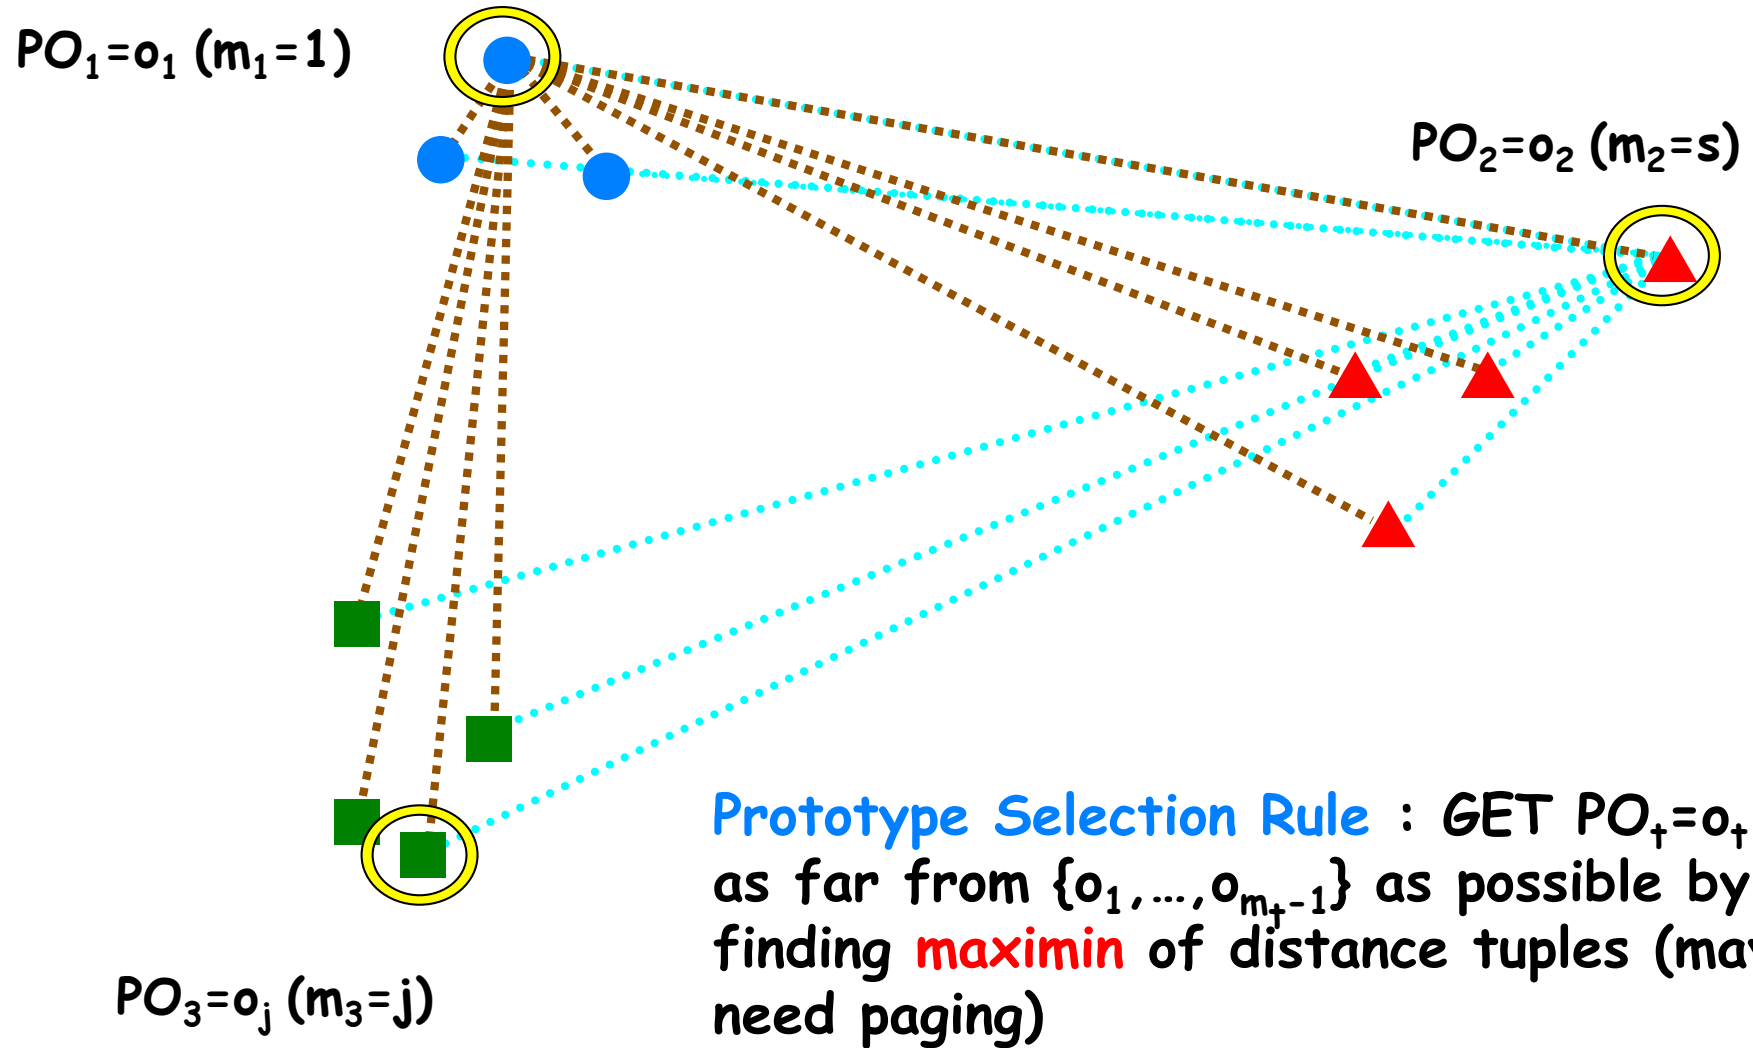 PO₁=o₁ (m₁=1)
PO₂=o₂ (m₂=s)
Prototype Selection Rule : GET POₜ=oₜ
as far from {o₁,…,oₘₜ₋₁} as possible by
finding maximin of distance tuples (may
need paging)
PO₃=oⱼ (m₃=j)